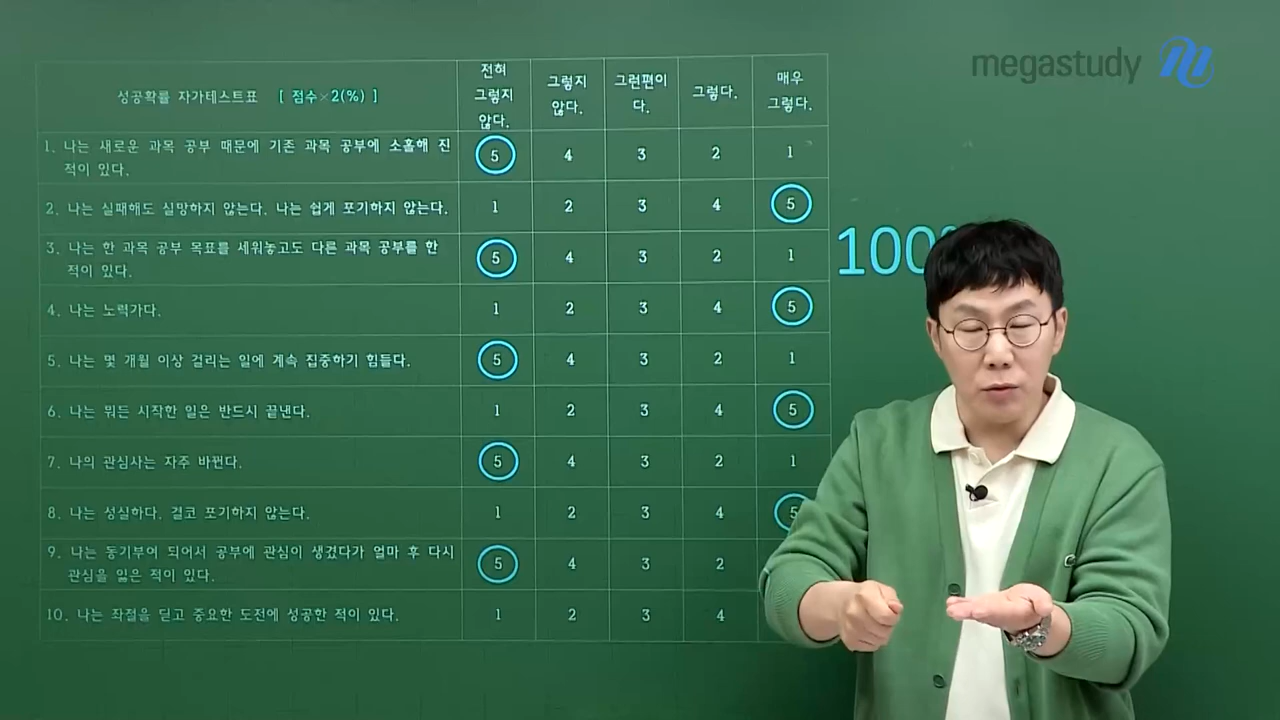 megastudy
성공확률 자가테스트표 [ 점수×2(%) ]
전혀
그렇지
않다.
그렇지
않다.
그런편이
다.
그렇다.
매우
그렇다.
1. 나는 새로운 과목 공부 때문에 기존 과목 공부에 소홀해 진
적이 있다.
5 4 3 2 1
2. 나는 실패해도 실망하지 않는다. 나는 쉽게 포기하지 않는다.
1 2 3 4 5
3. 나는 한 과목 공부 목표를 세워놓고도 다른 과목 공부를 한
적이 있다.
5 4 3 2 1
4. 나는 노력가다.
1 2 3 4 5
5. 나는 몇 개월 이상 걸리는 일에 계속 집중하기 힘들다.
5 4 3 2 1
6. 나는 뭐든 시작한 일은 반드시 끝낸다.
1 2 3 4 5
7. 나의 관심사는 자주 바뀐다.
5 4 3 2 1
8. 나는 성실하다. 결코 포기하지 않는다.
1 2 3 4 5
9. 나는 동기부여 되어서 공부에 관심이 생겼다가 얼마 후 다시
관심을 잃은 적이 있다.
5 4 3 2
10. 나는 좌절을 딛고 중요한 도전에 성공한 적이 있다.
1 2 3 4
100